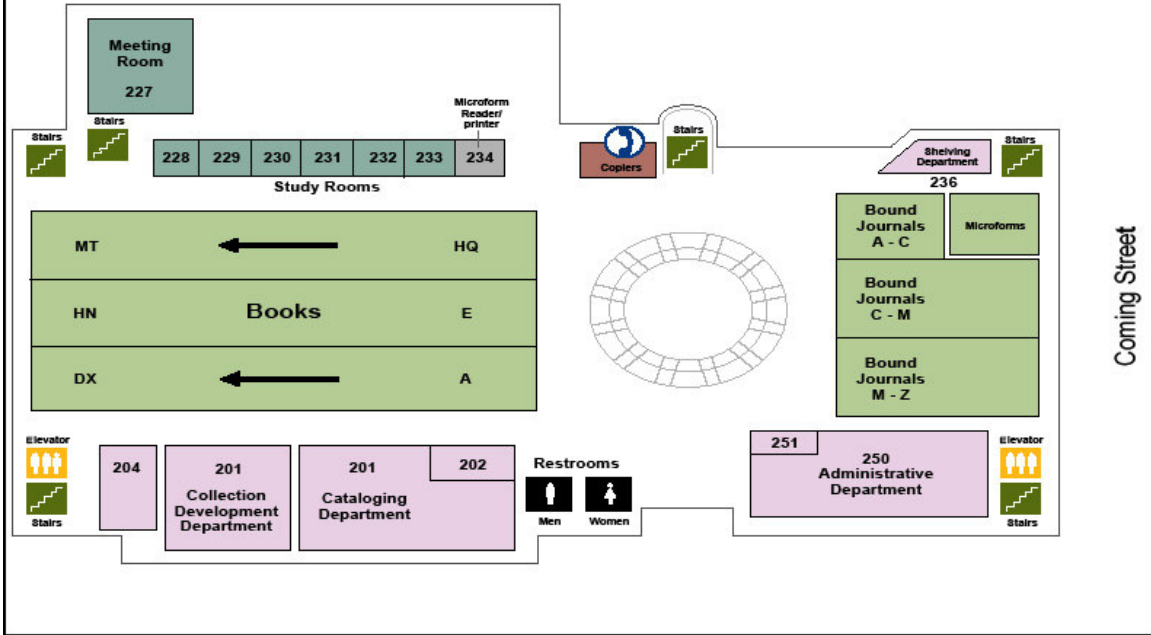 Meeting
Room
227
Stairs
Stairs
Microform
Reader/
printer
228 229 230 231 232 233 234
Study Rooms
Copiers
Stairs
Shelving
Department
236
Stairs
MT HQ
HN Books E
DX A
Bound
Journals
A - C
Microforms
Bound
Journals
C - M
Bound
Journals
M - Z
Coming Street
Elevator
Stairs
204
201
Collection
Development
Department
201
Cataloging
Department
202
Restrooms
Men Women
251
250
Administrative
Department
Elevator
Stairs